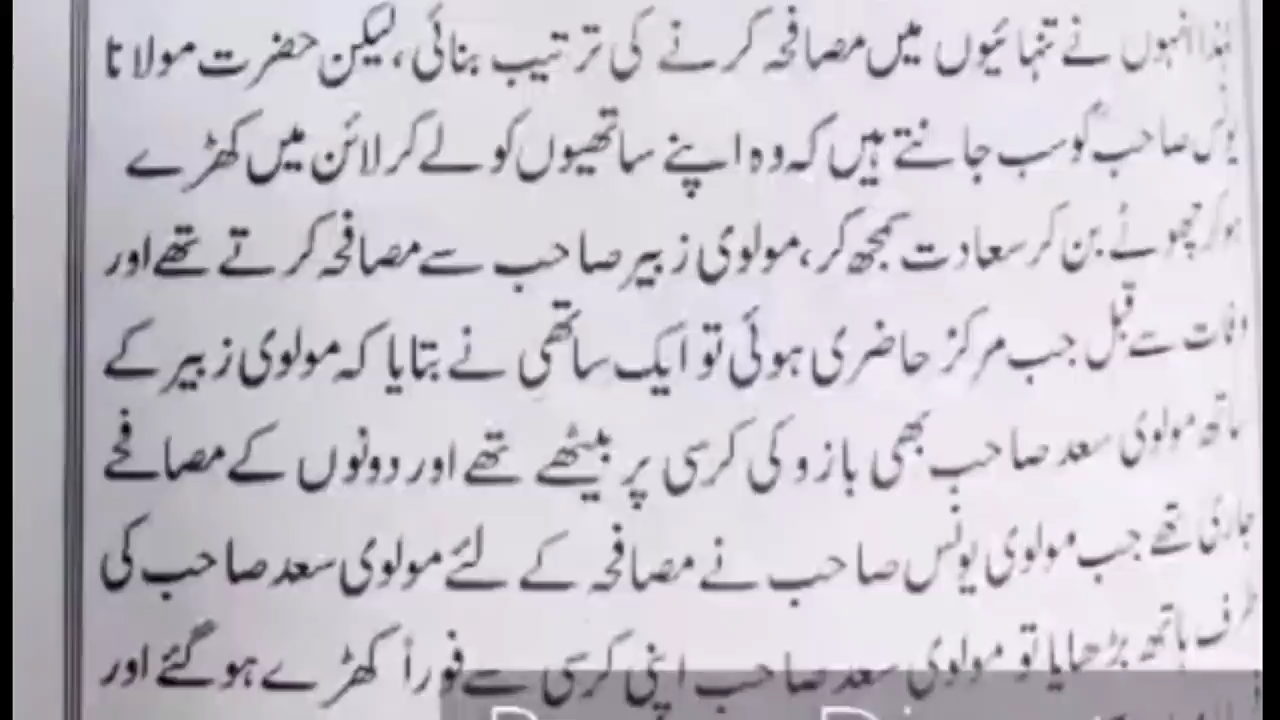 لہٰذا انہوں نے تنہائیوں میں مصافحہ کرنے کی ترتیب بنائی، لیکن حضرت مولانا
یونس صاحبؒ کو سب جانتے ہیں کہ وہ اپنے ساتھیوں کو لے کر لائن میں کھڑے
ہو کر چھوٹے بن کر سعادت سمجھ کر، مولوی زبیر صاحب سے مصافحہ کرتے تھے اور
وفات سے قبل جب مرکز حاضری ہوئی تو ایک ساتھی نے بتایا کہ مولوی زبیر کے
ساتھ مولوی سعد صاحب بھی بازو کی کرسی پر بیٹھے تھے اور دونوں کے مصافحے
جاری تھے جب مولوی یونس صاحب نے مصافحہ کے لئے مولوی سعد صاحب کی
طرف ہاتھ بڑھایا تو مولوی سعد صاحب اپنی کرسی سے فوراً کھڑے ہو گئے اور